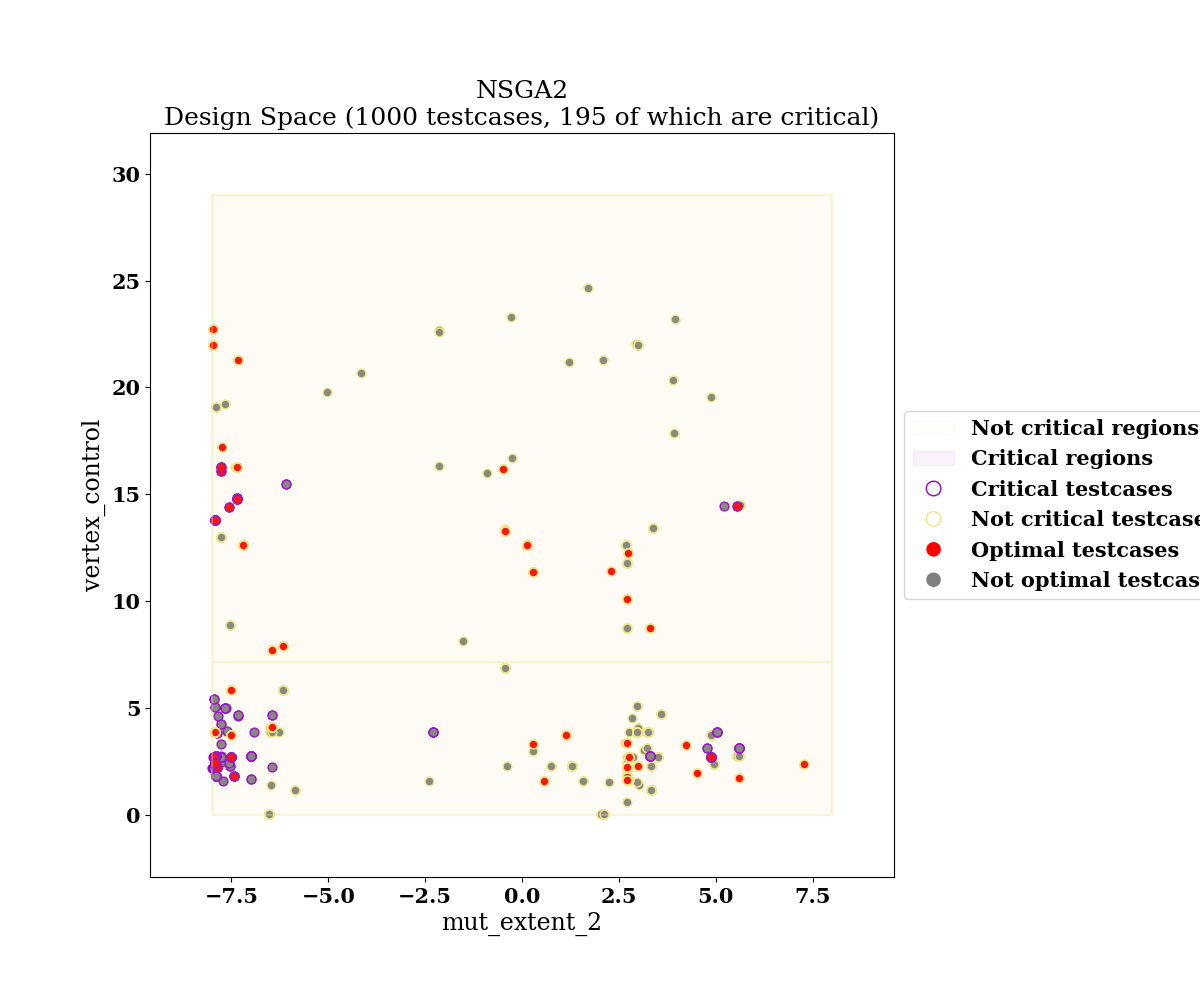 NSGA2
Design Space (1000 testcases, 195 of which are critical)
30
25
20
15
10
5
0
vertex_control
−7.5
−5.0
−2.5
0.0
2.5
5.0
7.5
mut_extent_2
Not critical regions
Critical regions
Critical testcases
Not critical testcase
Optimal testcases
Not optimal testcas